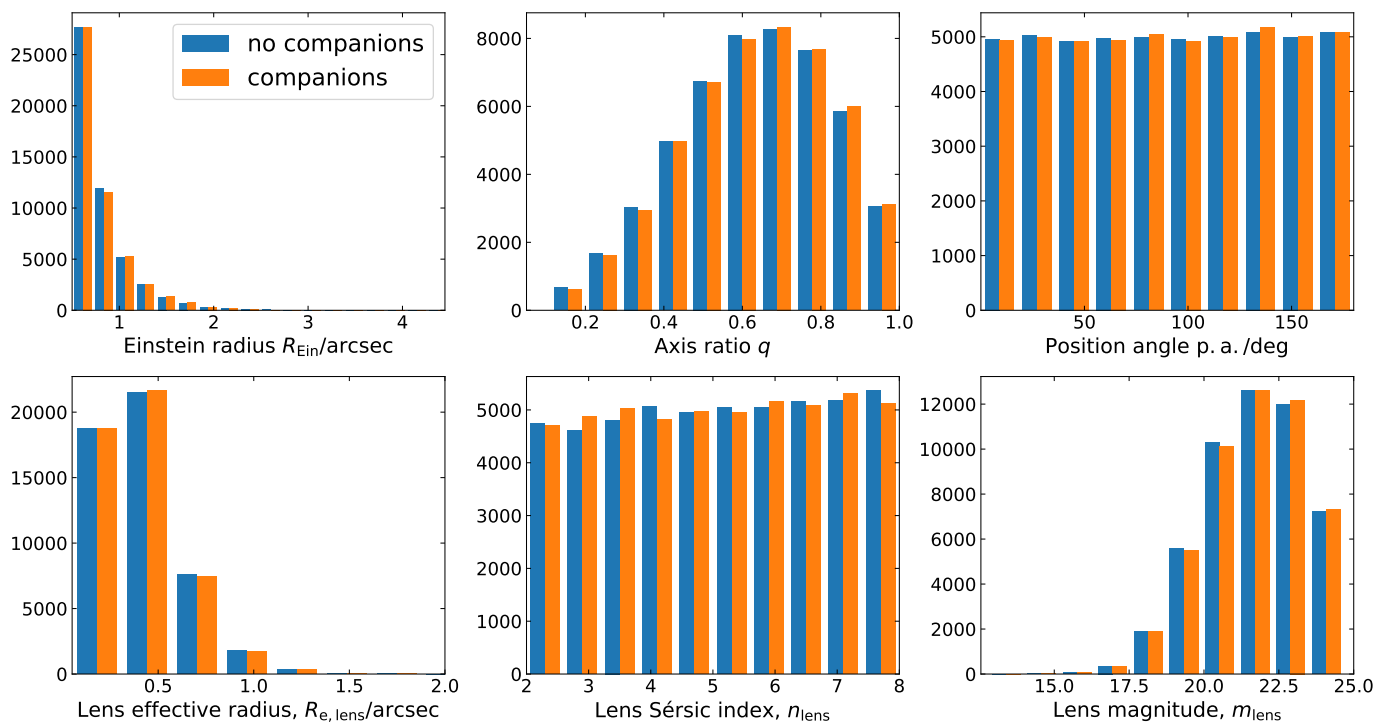 no companions
companions
25000
20000
15000
10000
5000
0
1 2 3 4
Einstein radius R_Ein/arcsec
8000
6000
4000
2000
0
0.2 0.4 0.6 0.8 1.0
Axis ratio q
5000
4000
3000
2000
1000
0
50 100 150
Position angle p. a. /deg
20000
15000
10000
5000
0
0.5 1.0 1.5 2.0
Lens effective radius, R_e, lens/arcsec
5000
4000
3000
2000
1000
0
2 3 4 5 6 7 8
Lens Sérsic index, n_lens
12000
10000
8000
6000
4000
2000
0
15.0 17.5 20.0 22.5 25.0
Lens magnitude, m_lens